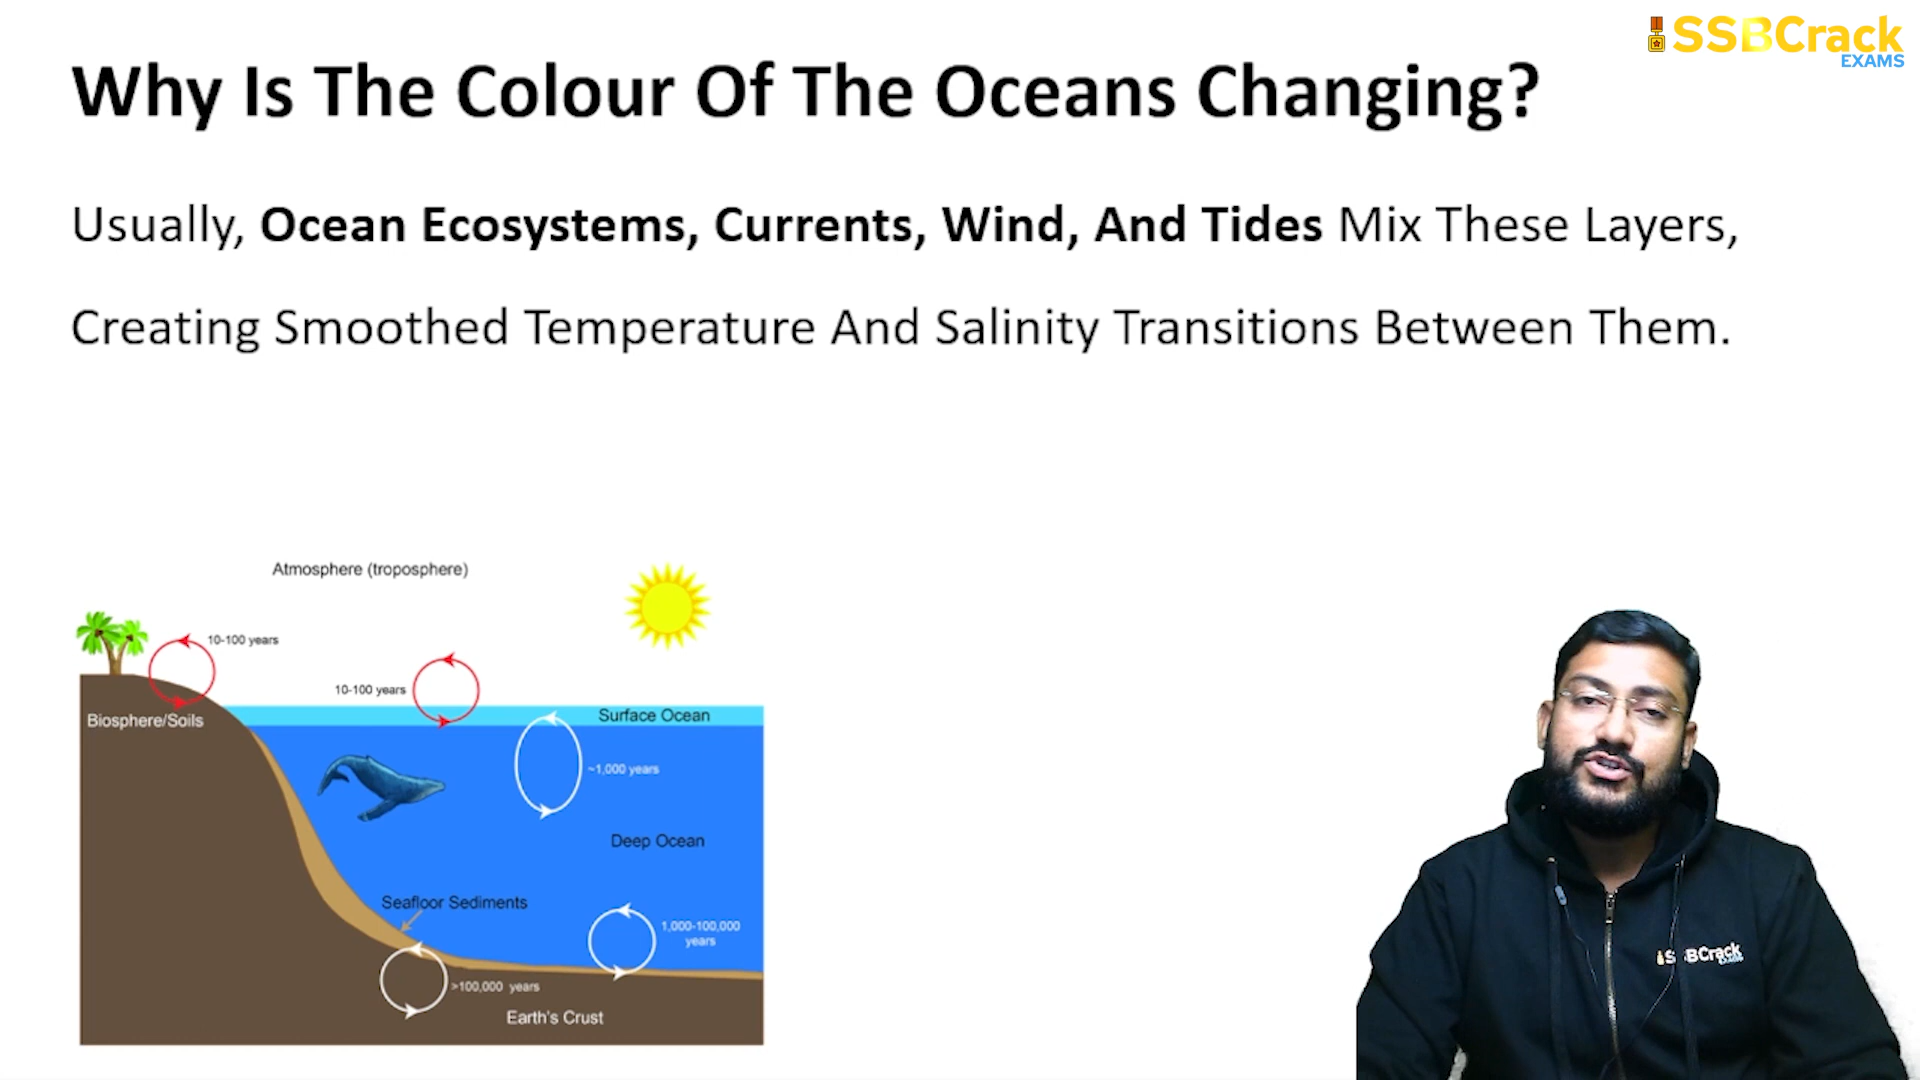 SSBCrack
EXAMS
Why Is The Colour Of The Oceans Changing?
Usually, Ocean Ecosystems, Currents, Wind, And Tides Mix These Layers,
Creating Smoothed Temperature And Salinity Transitions Between Them.
Atmosphere (troposphere)
10-100 years
10-100 years
Biosphere/Soils
Surface Ocean
~1,000 years
Deep Ocean
Seafloor Sediments
1,000-100,000
years
>100,000 years
Earth's Crust
SSBCrack
EXAMS